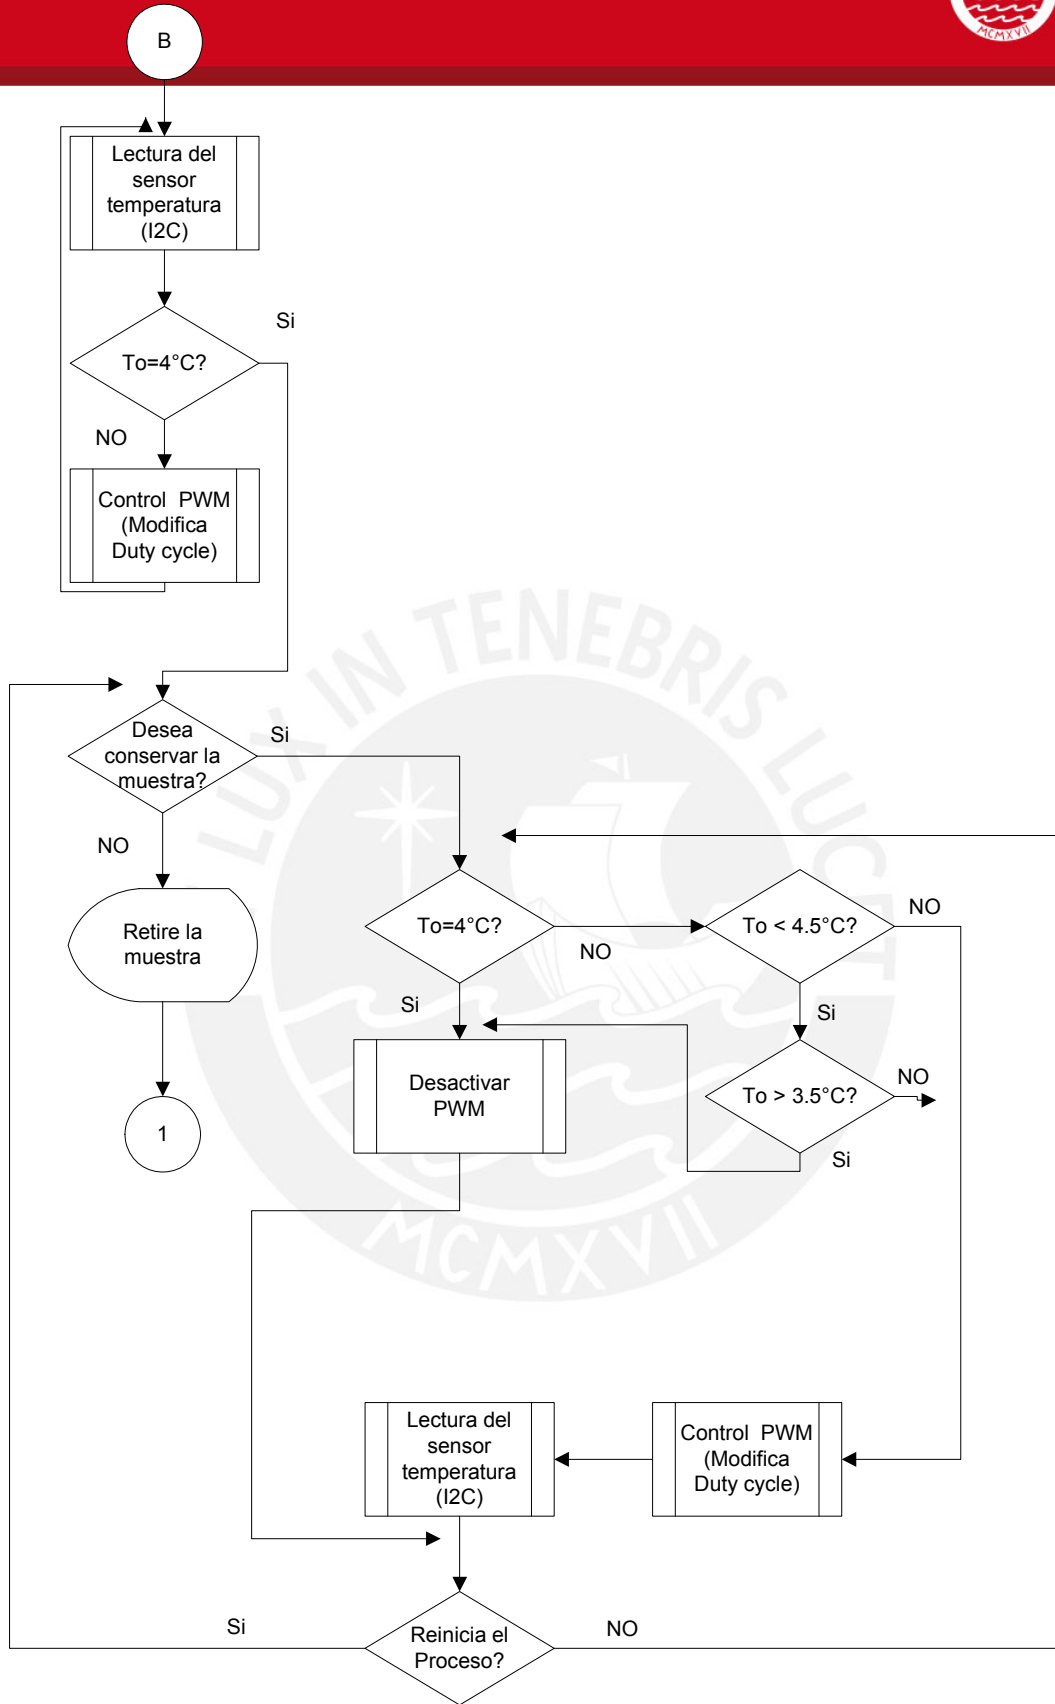 MCMXVII
B
Lectura del
sensor
temperatura
(I2C)
Si
To=4°C?
NO
Control PWM
(Modifica
Duty cycle)
LUX IN TENEBRIS LUCET
Desea
conservar la
muestra?
Si
NO
Retire la
muestra
To=4°C?
NO
To < 4.5°C?
NO
Si
Si
Desactivar
PWM
To > 3.5°C?
NO
Si
1
MCMXVII
Lectura del
sensor
temperatura
(I2C)
Control PWM
(Modifica
Duty cycle)
Si
Reinicia el
Proceso?
NO